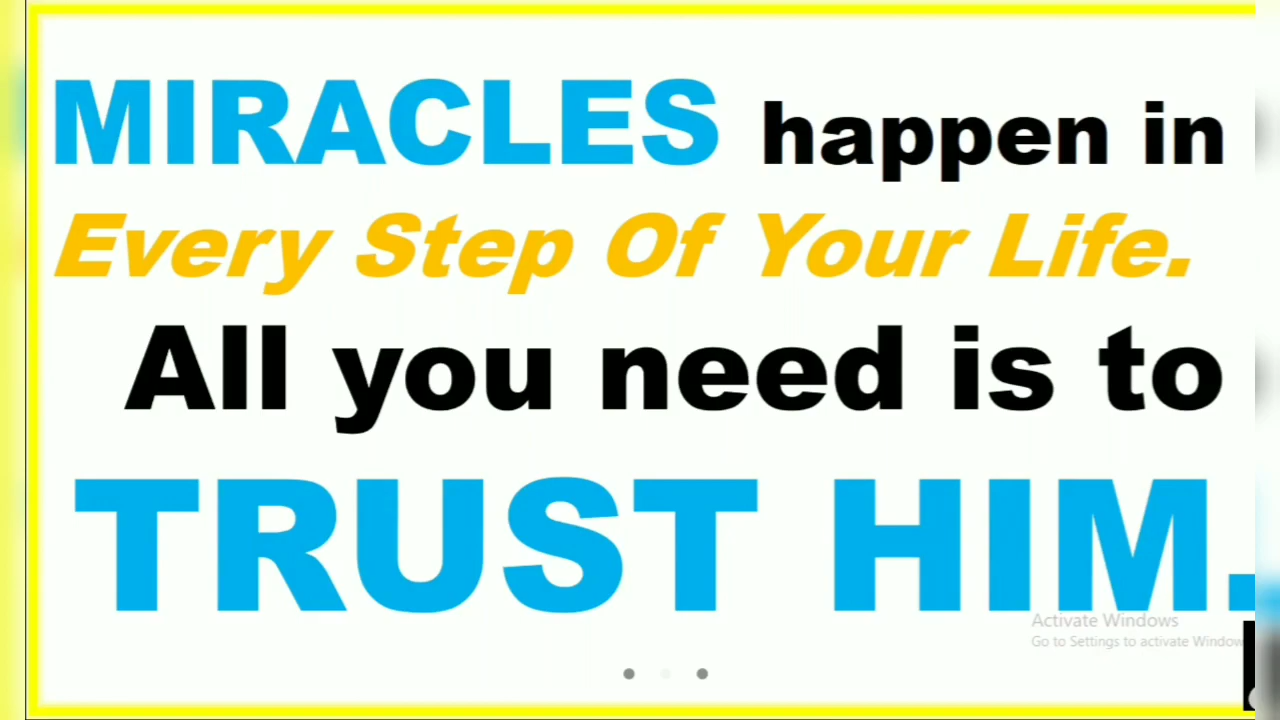 MIRACLES happen in
Every Step Of Your Life.
All you need is to
TRUST HIM.
Activate Windows
Go to Settings to activate Window